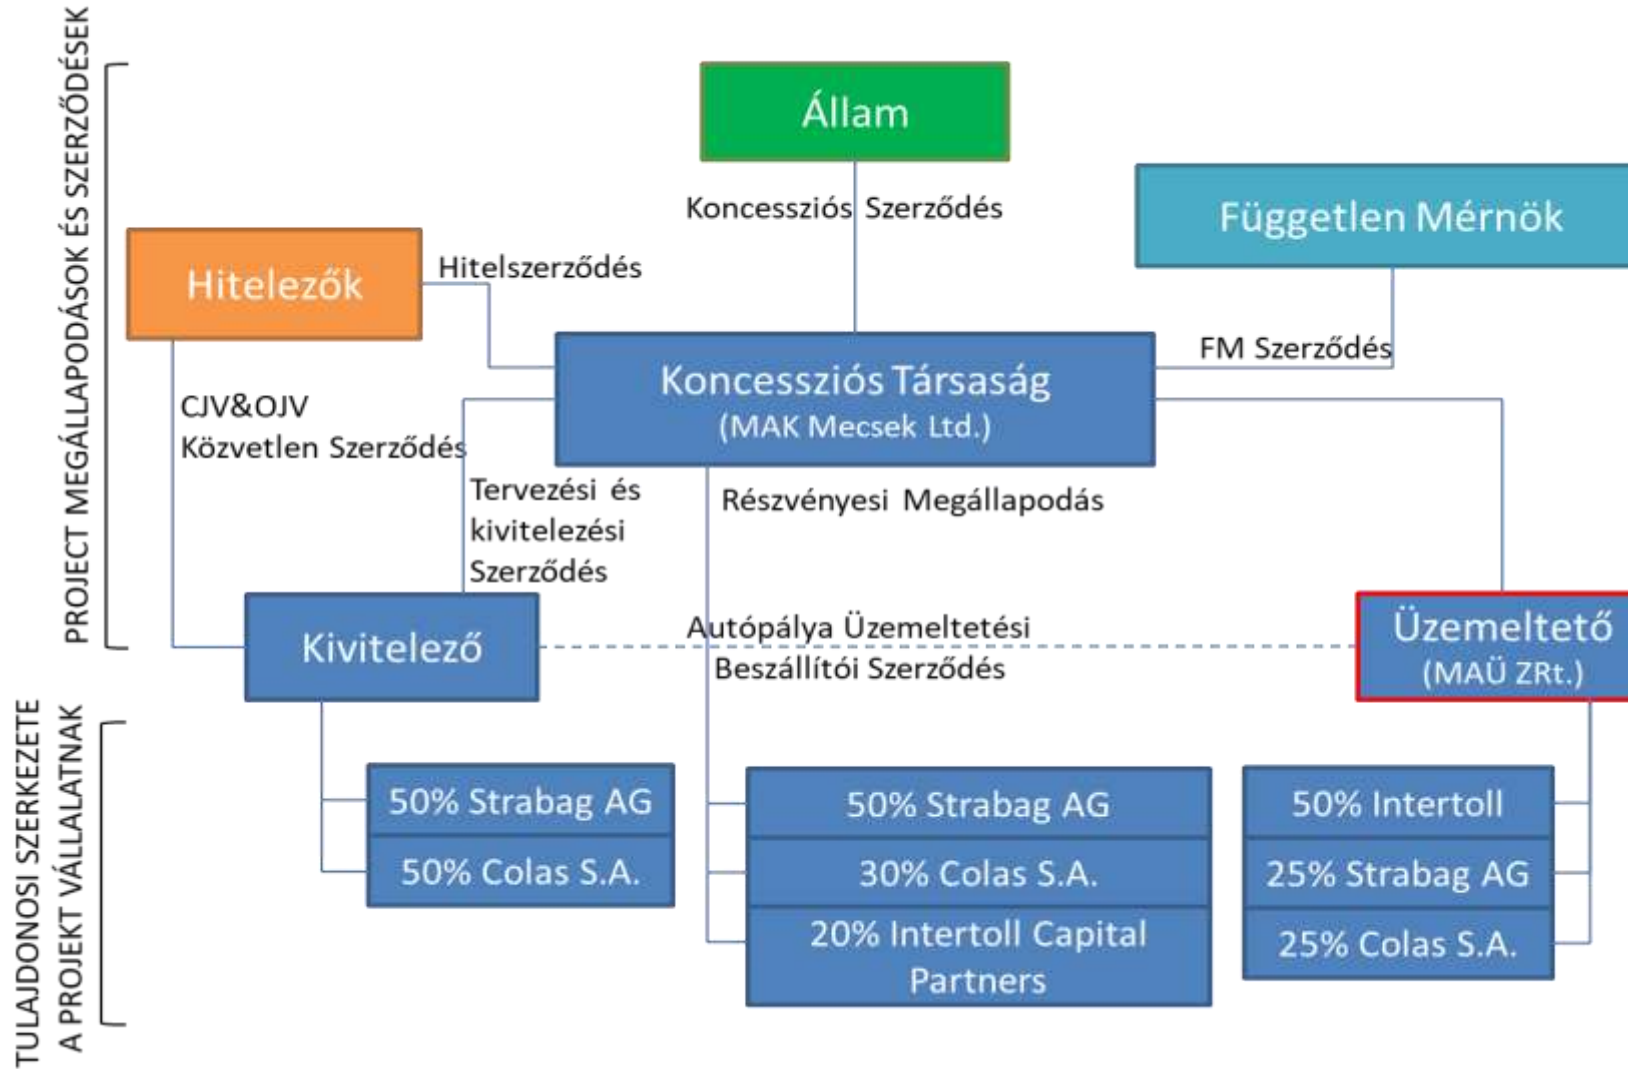 PROJECT MEGÁLLAPODÁSOK ÉS SZERZŐDÉSEK
Állam
Koncessziós Szerződés
Független Mérnök
Hitelezők
Hitelszerződés
Koncessziós Társaság
(MAK Mecsek Ltd.)
FM Szerződés
CJV&OJV
Közvetlen Szerződés
Tervezési és
kivitelezési
Szerződés
Részvényesi Megállapodás
Kivitelező
Autópálya Üzemeltetési
Beszállítói Szerződés
Üzemeltető
(MAÜ ZRt.)
TULAJDONOSI SZERKEZETE
A PROJEKT VÁLLALATNAK
50% Strabag AG
50% Colas S.A.
50% Strabag AG
30% Colas S.A.
20% Intertoll Capital
Partners
50% Intertoll
25% Strabag AG
25% Colas S.A.